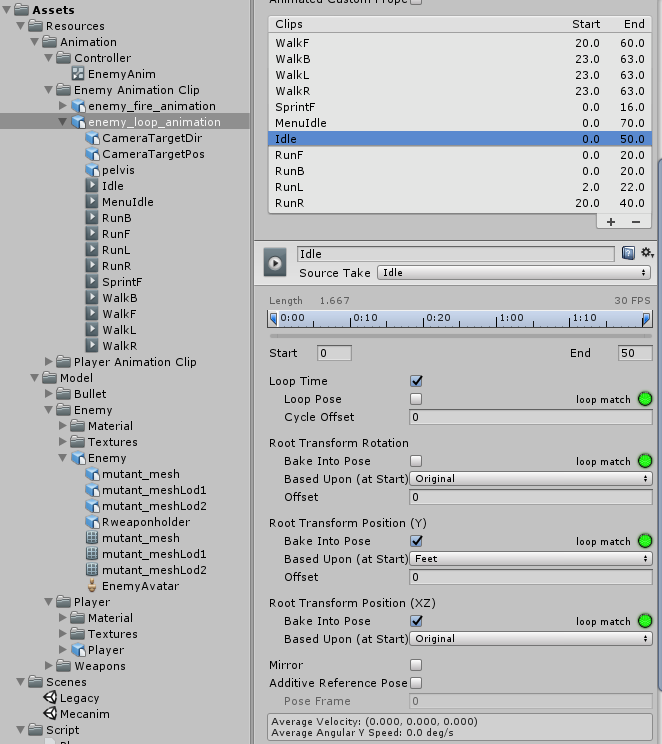 Assets
Resources
Animation
Controller
EnemyAnim
Enemy Animation Clip
enemy_fire_animation
enemy_loop_animation
CameraTargetDir
CameraTargetPos
pelvis
Idle
MenuIdle
RunB
RunF
RunL
RunR
SprintF
WalkB
WalkF
WalkL
WalkR
Player Animation Clip
Model
Bullet
Enemy
Material
Textures
Enemy
mutant_mesh
mutant_meshLod1
mutant_meshLod2
Rweaponholder
mutant_mesh
mutant_meshLod1
mutant_meshLod2
EnemyAvatar
Player
Material
Textures
Player
Weapons
Scenes
Legacy
Mecanim
Script
Animated Custom Prope
Clips Start End
WalkF 20.0 60.0
WalkB 23.0 63.0
WalkL 23.0 63.0
WalkR 23.0 63.0
SprintF 0.0 16.0
MenuIdle 0.0 70.0
Idle 0.0 50.0
RunF 0.0 20.0
RunB 0.0 20.0
RunL 2.0 22.0
RunR 20.0 40.0
+ −
Idle
Source Take Idle
Length 1.667 30 FPS
0:00 0:10 0:20 1:00 1:10
Start 0 End 50
Loop Time
Loop Pose loop match
Cycle Offset 0
Root Transform Rotation
Bake Into Pose loop match
Based Upon (at Start) Original
Offset 0
Root Transform Position (Y)
Bake Into Pose loop match
Based Upon (at Start) Feet
Offset 0
Root Transform Position (XZ)
Bake Into Pose loop match
Based Upon (at Start) Original
Mirror
Additive Reference Pose
Pose Frame 0
Average Velocity: (0.000, 0.000, 0.000)
Average Angular Y Speed: 0.0 deg/s